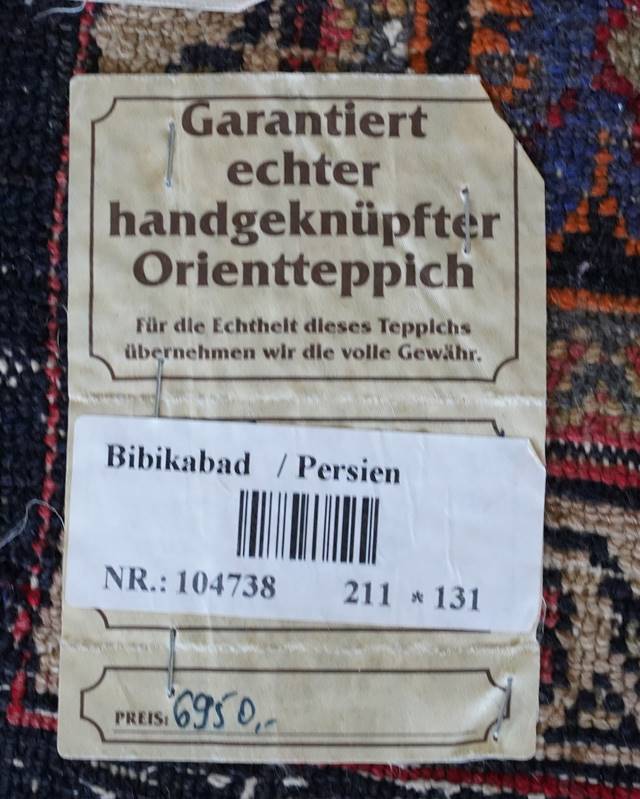 Garantiert
echter
handgeknüpfter
Orientteppich
Für die Echtheit dieses Teppichs
übernehmen wir die volle Gewähr.
Bibikabad / Persien
NR.: 104738 211 * 131
PREIS: 6950,-